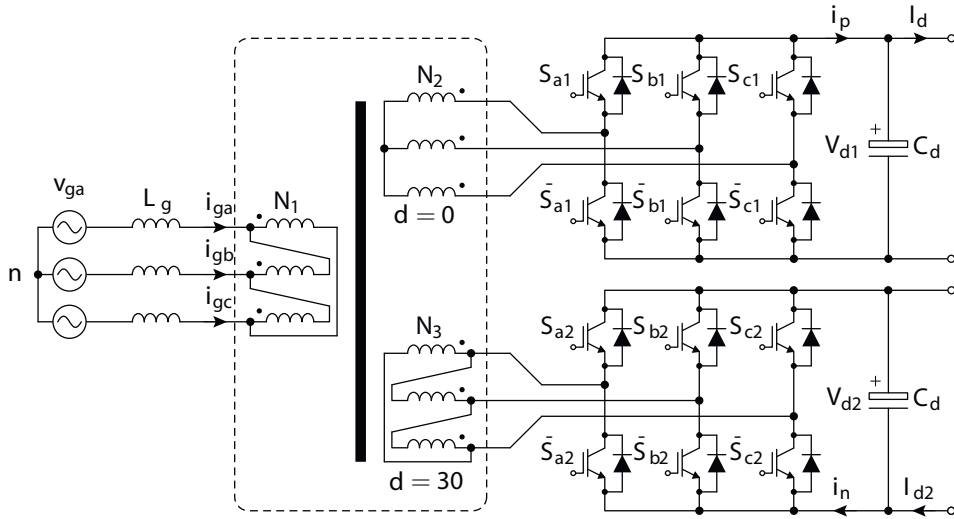 i_p
I_d
N_2
S_a1
S_b1
S_c1
V_d1
+
C_d
v_ga
L_g
i_ga
N_1
S̄_a1
S̄_b1
S̄_c1
d = 0
n
i_gb
i_gc
N_3
S_a2
S_b2
S_c2
V_d2
+
C_d
S̄_a2
S̄_b2
S̄_c2
d = 30
i_n
I_d2